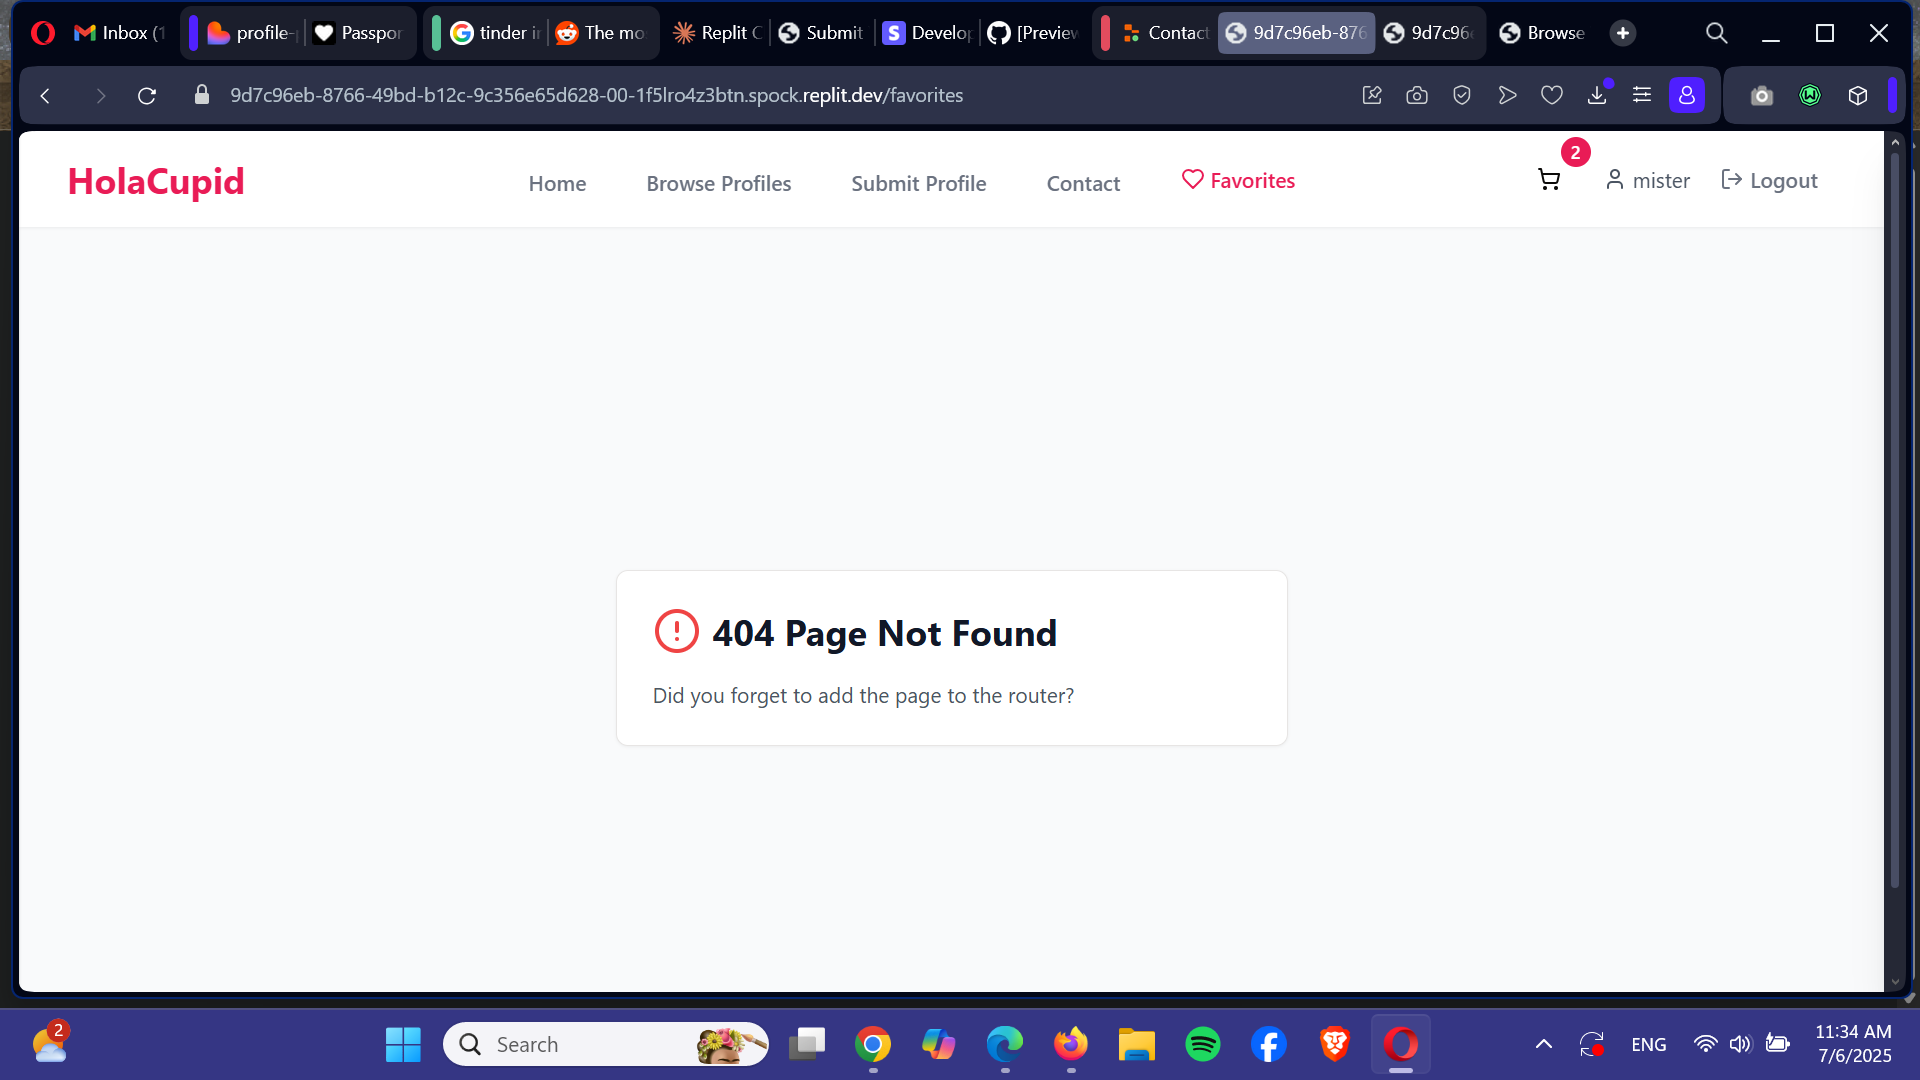 Inbox (1
profile-
Passpor
tinder in
The mo
Replit C
Submit
Develop
[Preview
Contact
9d7c96eb-876
9d7c96e
Browse
9d7c96eb-8766-49bd-b12c-9c356e65d628-00-1f5lro4z3btn.spock.replit.dev/favorites
HolaCupid
Home
Browse Profiles
Submit Profile
Contact
Favorites
2
mister
Logout
404 Page Not Found
Did you forget to add the page to the router?
2
Search
ENG
11:34 AM
7/6/2025